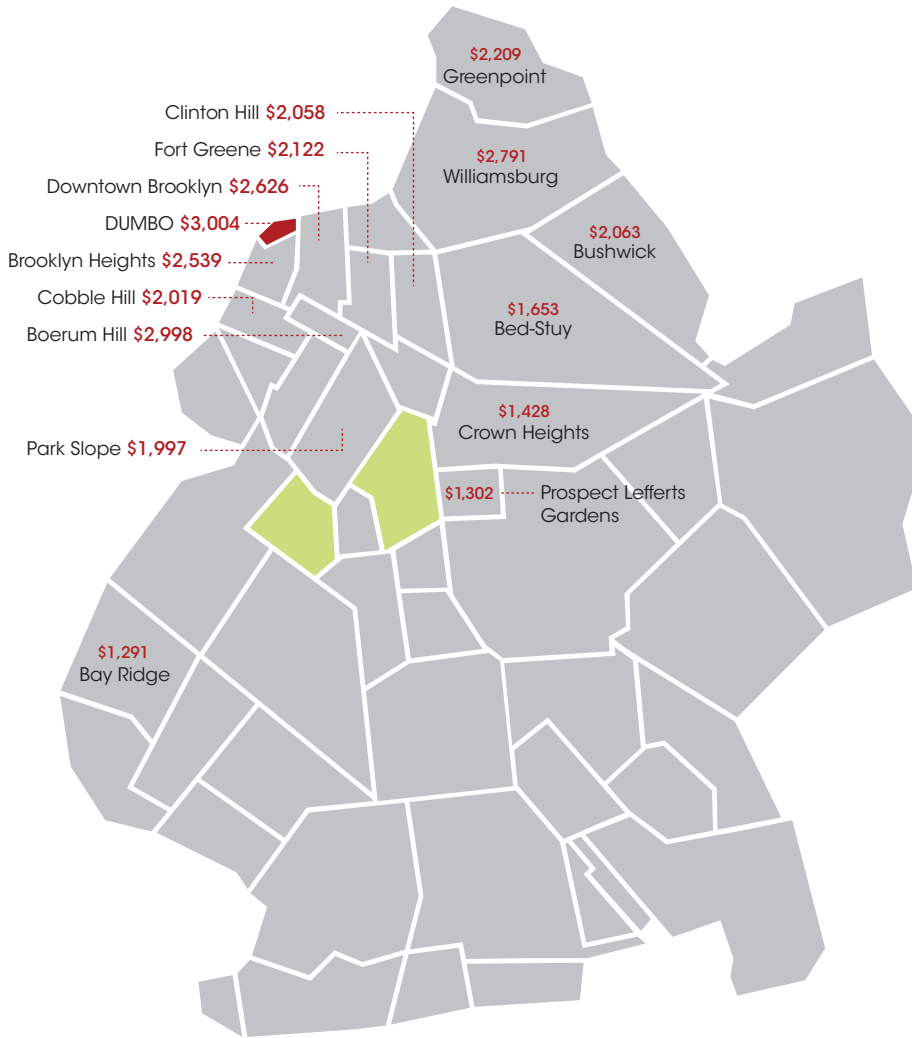 $2,209
Greenpoint
Clinton Hill $2,058
Fort Greene $2,122
$2,791
Williamsburg
Downtown Brooklyn $2,626
DUMBO $3,004
$2,063
Bushwick
Brooklyn Heights $2,539
Cobble Hill $2,019
$1,653
Bed-Stuy
Boerum Hill $2,998
$1,428
Crown Heights
Park Slope $1,997
$1,302 Prospect Lefferts
Gardens
$1,291
Bay Ridge